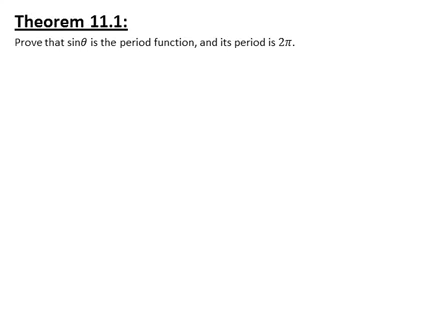 Theorem 11.1:
Prove that sin𝜃 is the period function, and its period is 2𝜋.